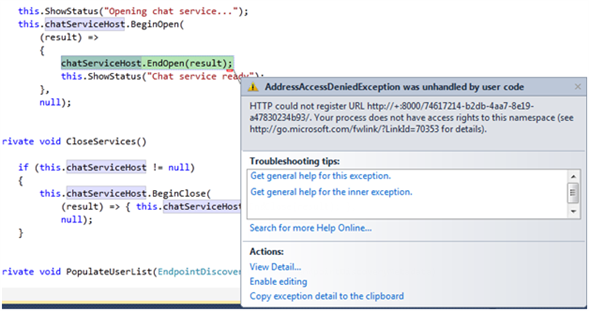 this.ShowStatus("Opening chat service...");
this.chatServiceHost.BeginOpen(
(result) =>
{
chatServiceHost.EndOpen(result);
this.ShowStatus("Chat service ready");
},
null);
rivate void CloseServices()
if (this.chatServiceHost != null)
{
this.chatServiceHost.BeginClose(
(result) => { this.chatServiceHost
null);
}
rivate void PopulateUserList(EndpointDiscover
AddressAccessDeniedException was unhandled by user code
HTTP could not register URL http://+:8000/74617214-b2db-4aa7-8e19-
a47830234b93/. Your process does not have access rights to this namespace (see
http://go.microsoft.com/fwlink/?LinkId=70353 for details).
Troubleshooting tips:
Get general help for this exception.
Get general help for the inner exception.
Search for more Help Online...
Actions:
View Detail...
Enable editing
Copy exception detail to the clipboard